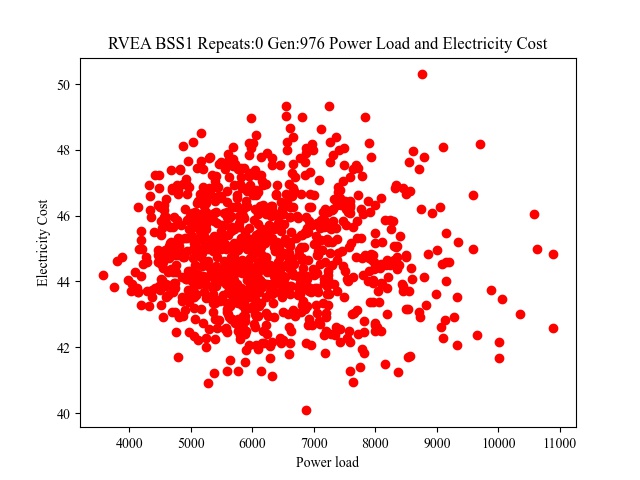 RVEA BSS1 Repeats:0 Gen:976 Power Load and Electricity Cost
50
48
46
44
42
40
Electricity Cost
4000 5000 6000 7000 8000 9000 10000 11000
Power load